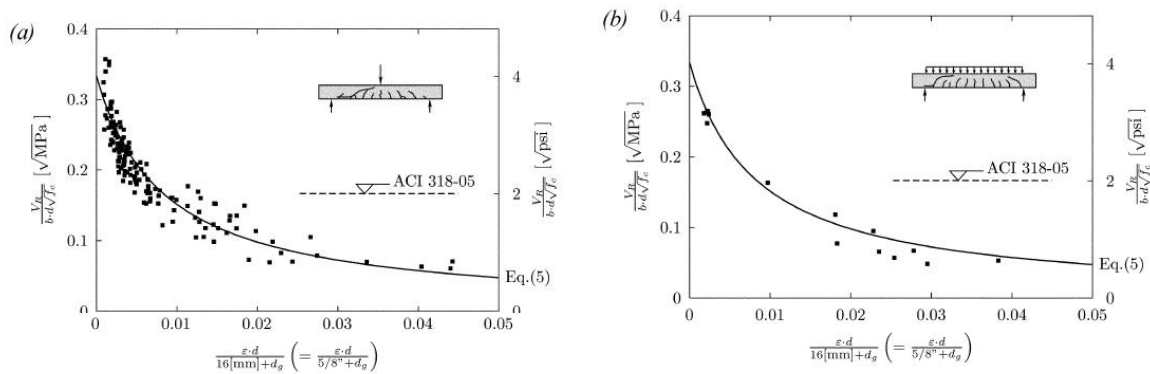 (a)
0.4
0.3
0.2
0.1
0
V_R / b·d√f_c [√MPa]
4
2
0
V_R / b·d√f_c [√psi]
ACI 318-05
Eq.(5)
0 0.01 0.02 0.03 0.04 0.05
ε·d / 16[mm]+d_g (= ε·d / 5/8"+d_g)
(b)
0.4
0.3
0.2
0.1
0
V_R / b·d√f_c [√MPa]
4
2
0
V_R / b·d√f_c [√psi]
ACI 318-05
Eq.(5)
0 0.01 0.02 0.03 0.04 0.05
ε·d / 16[mm]+d_g (= ε·d / 5/8"+d_g)